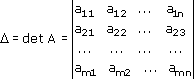 Δ = det A = | a11 a12 ... a1n |
| a21 a22 ... a23 |
| ... ... ... ... |
| am1 am2 ... amn |